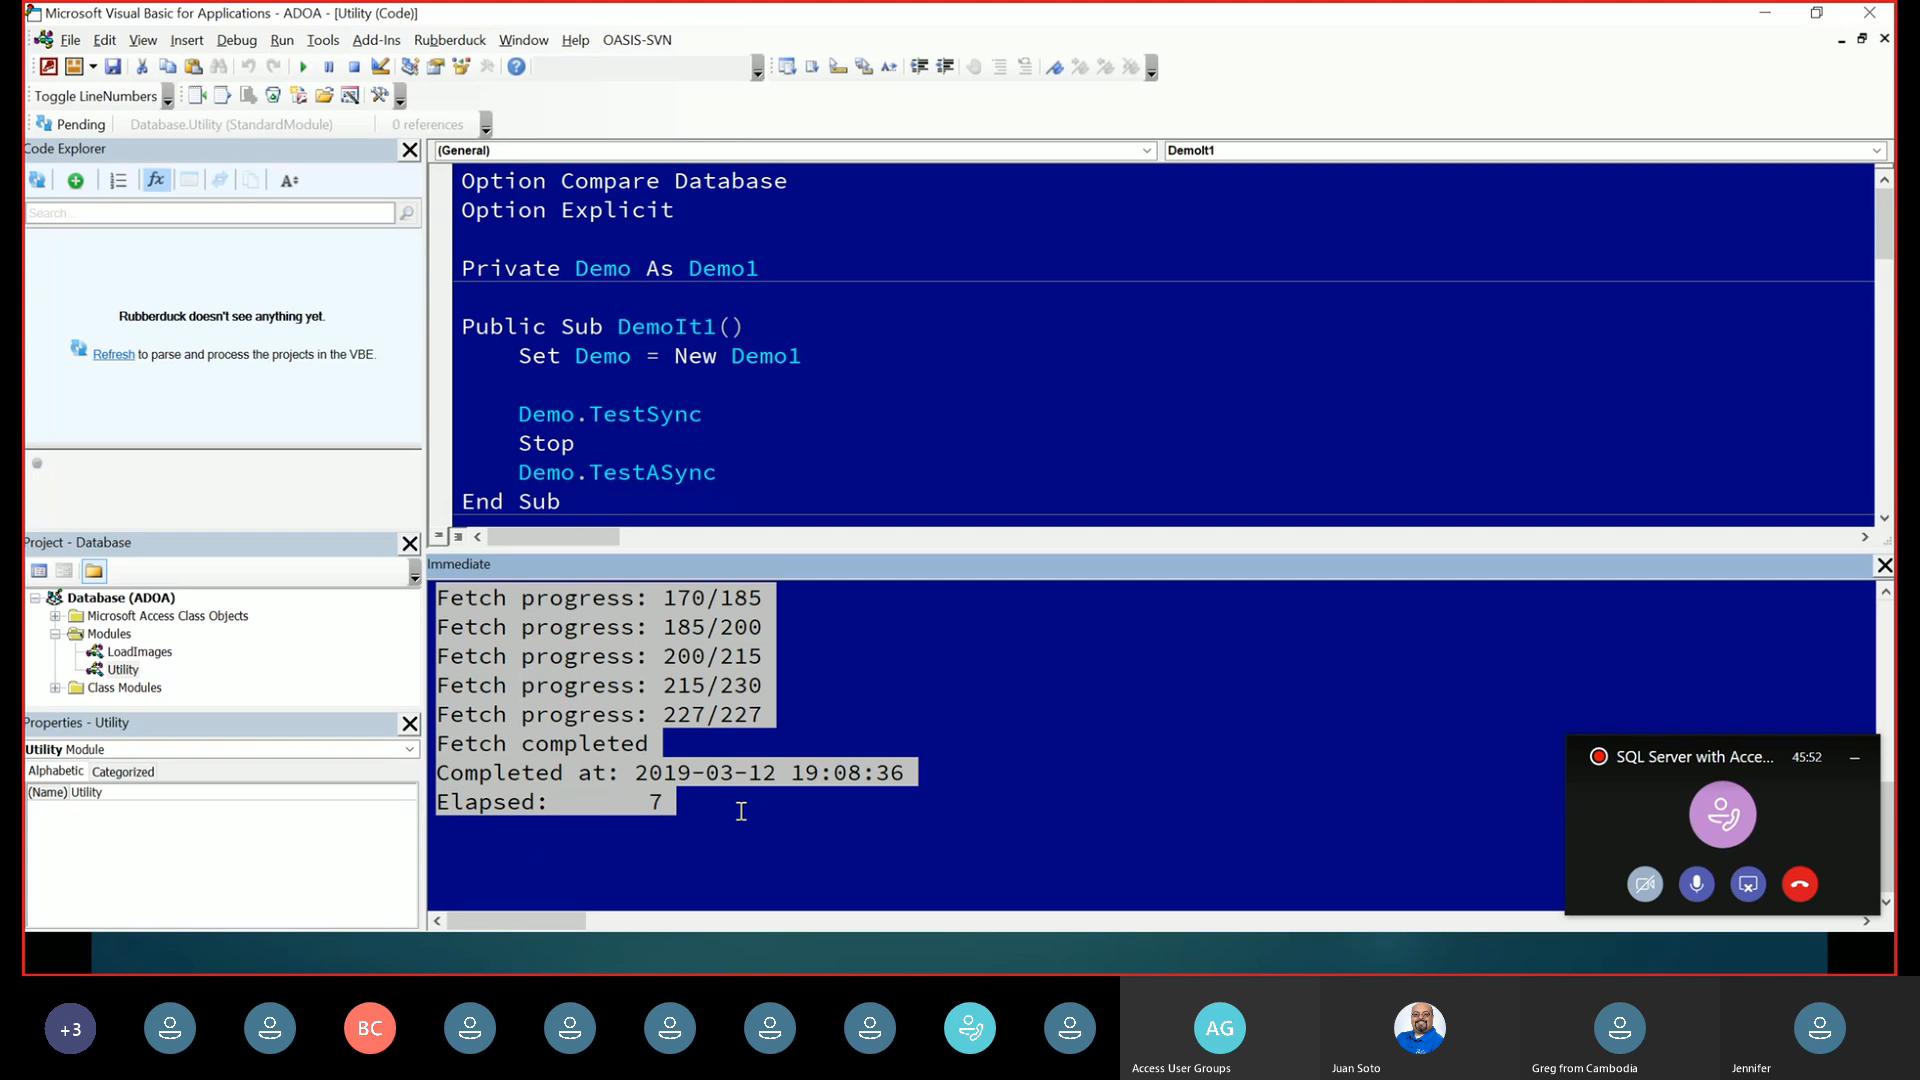 Microsoft Visual Basic for Applications - ADOA - [Utility (Code)]
File Edit View Insert Debug Run Tools Add-Ins Rubberduck Window Help OASIS-SVN
Toggle LineNumbers
Pending Database.Utility (StandardModule) 0 references
Code Explorer
(General)
DemoIt1
Search...
Rubberduck doesn't see anything yet.
Refresh to parse and process the projects in the VBE.
Option Compare Database
Option Explicit
Private Demo As Demo1
Public Sub DemoIt1()
Set Demo = New Demo1
Demo.TestSync
Stop
Demo.TestASync
End Sub
Project - Database
Database (ADOA)
Microsoft Access Class Objects
Modules
LoadImages
Utility
Class Modules
Properties - Utility
Utility Module
Alphabetic Categorized
(Name) Utility
Immediate
Fetch progress: 170/185
Fetch progress: 185/200
Fetch progress: 200/215
Fetch progress: 215/230
Fetch progress: 227/227
Fetch completed
Completed at: 2019-03-12 19:08:36
Elapsed: 7
SQL Server with Acce... 45:52
+3
BC
AG
Access User Groups
Juan Soto
Greg from Cambodia
Jennifer